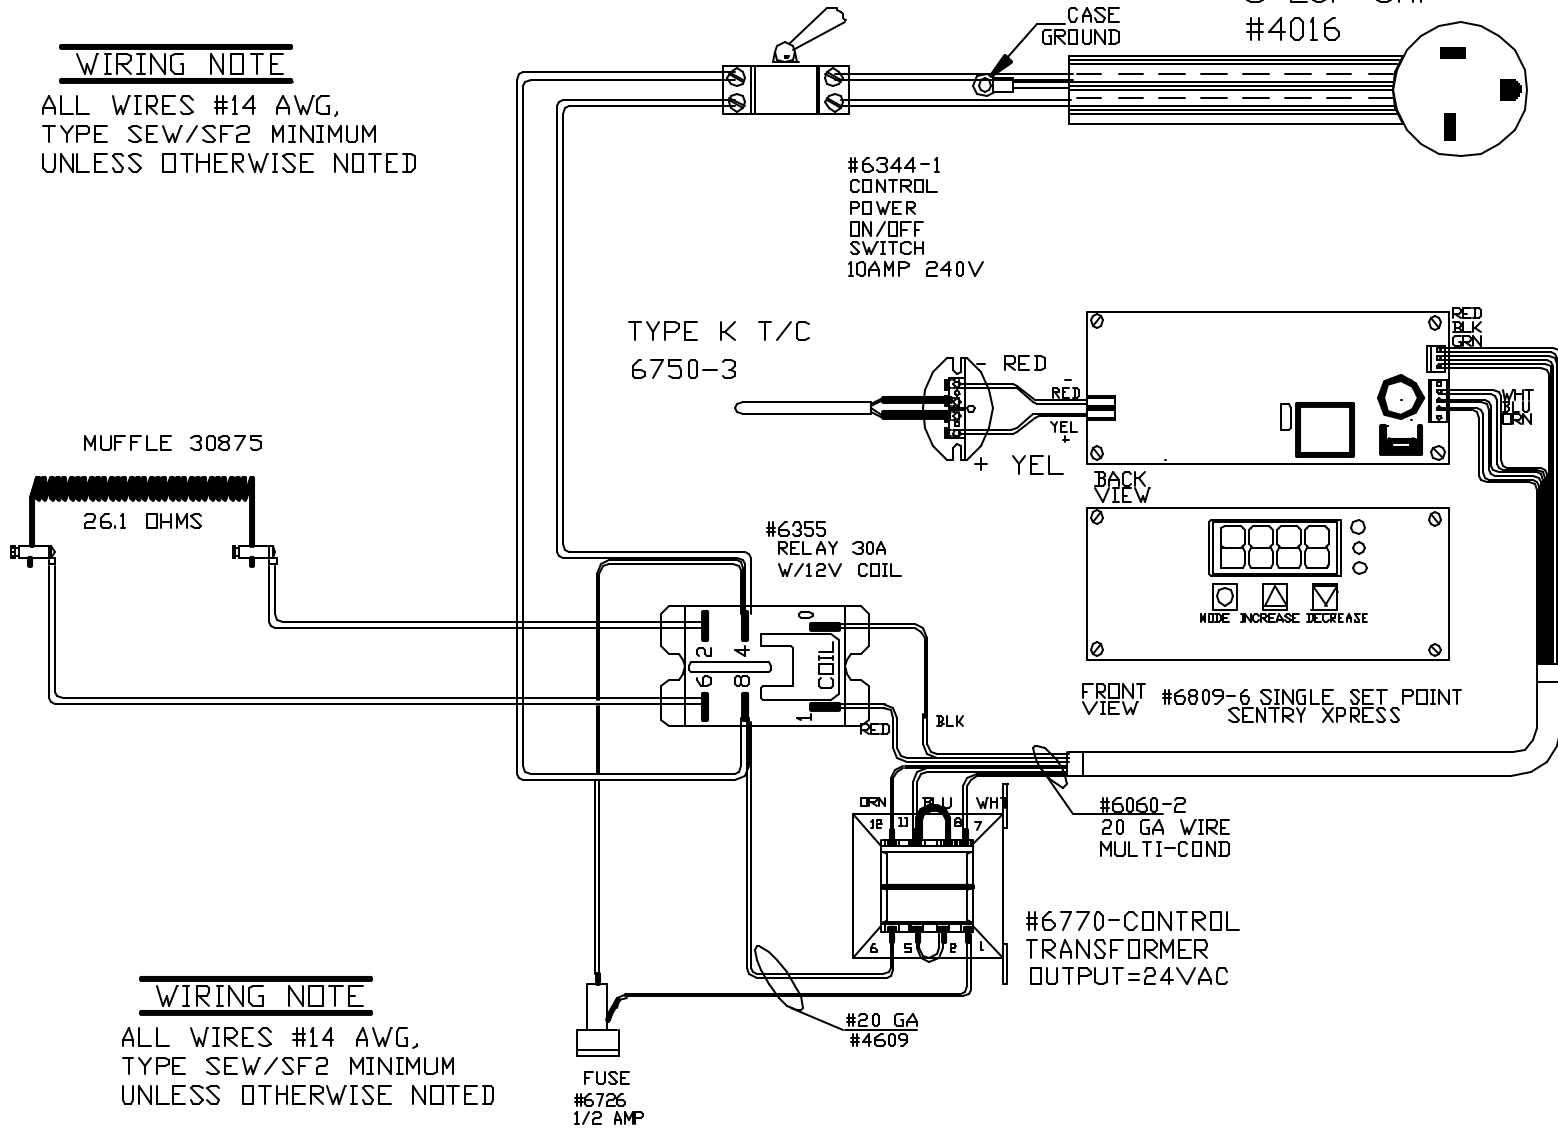 #4016
CASE
GROUND
WIRING NOTE
ALL WIRES #14 AWG,
TYPE SEW/SF2 MINIMUM
UNLESS OTHERWISE NOTED
#6344-1
CONTROL
POWER
ON/OFF
SWITCH
10AMP 240V
TYPE K T/C
6750-3
- RED
-
RED
YEL
+
+ YEL
RED
BLK
GRN
WHT
BLU
ORN
BACK
VIEW
MUFFLE 30875
26.1 OHMS
#6355
RELAY 30A
W/12V COIL
2
4
0
6
8
1
COIL
MODE INCREASE DECREASE
FRONT
VIEW
#6809-6 SINGLE SET POINT
SENTRY XPRESS
RED
BLK
ORN
BLU
WHT
12
11
8
7
6
5
2
1
#6060-2
20 GA WIRE
MULTI-COND
#6770-CONTROL
TRANSFORMER
OUTPUT=24VAC
WIRING NOTE
ALL WIRES #14 AWG,
TYPE SEW/SF2 MINIMUM
UNLESS OTHERWISE NOTED
#20 GA
#4609
FUSE
#6726
1/2 AMP